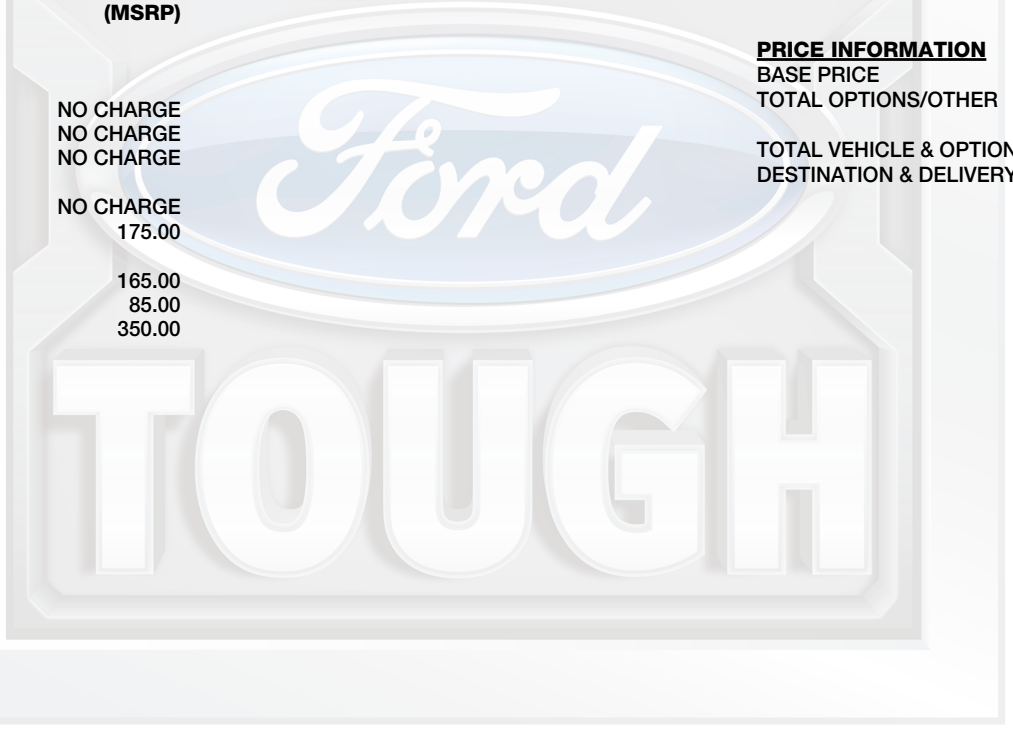 (MSRP)
NO CHARGE
NO CHARGE
NO CHARGE
NO CHARGE
175.00
165.00
85.00
350.00
PRICE INFORMATION
BASE PRICE
TOTAL OPTIONS/OTHER
TOTAL VEHICLE & OPTION
DESTINATION & DELIVERY
Ford
TOUGH